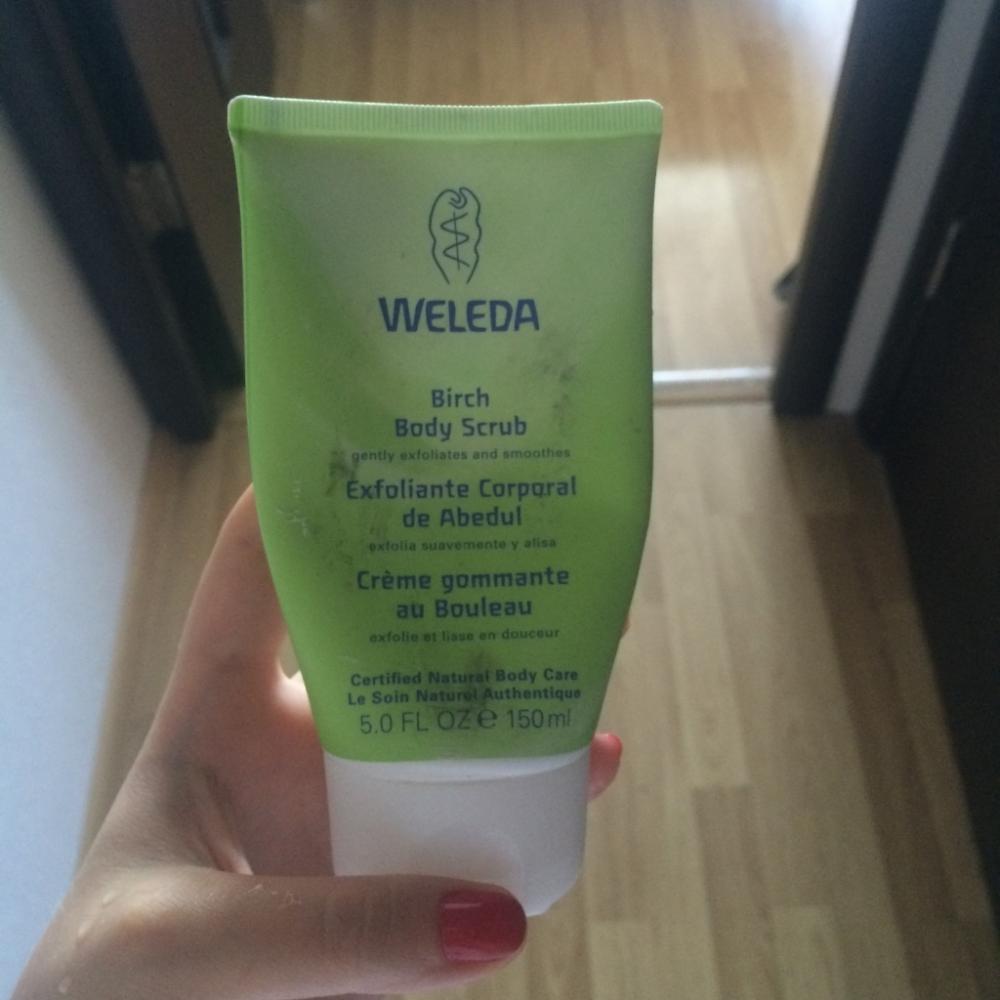 WELEDA
Birch
Body Scrub
gently exfoliates and smoothes
Exfoliante Corporal
de Abedul
exfolia suavemente y alisa
Crème gommante
au Bouleau
exfolie et lisse en douceur
Certified Natural Body Care
Le Soin Naturel Authentique
5.0 FL OZ ℮ 150 ml